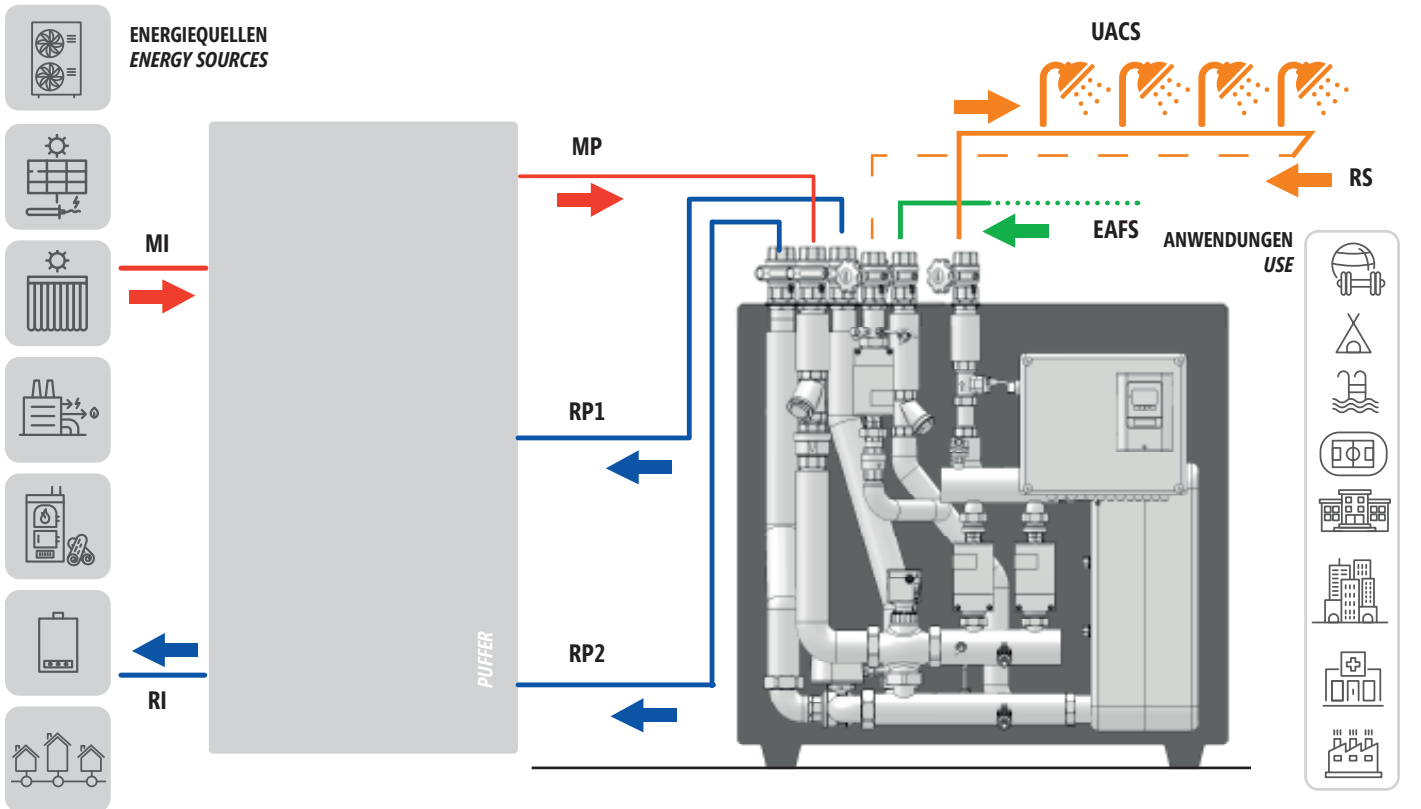 ENERGIEQUELLEN
ENERGY SOURCES
UACS
MP
RS
EAFS
MI
ANWENDUNGEN
USE
RP1
PUFFER
RP2
RI